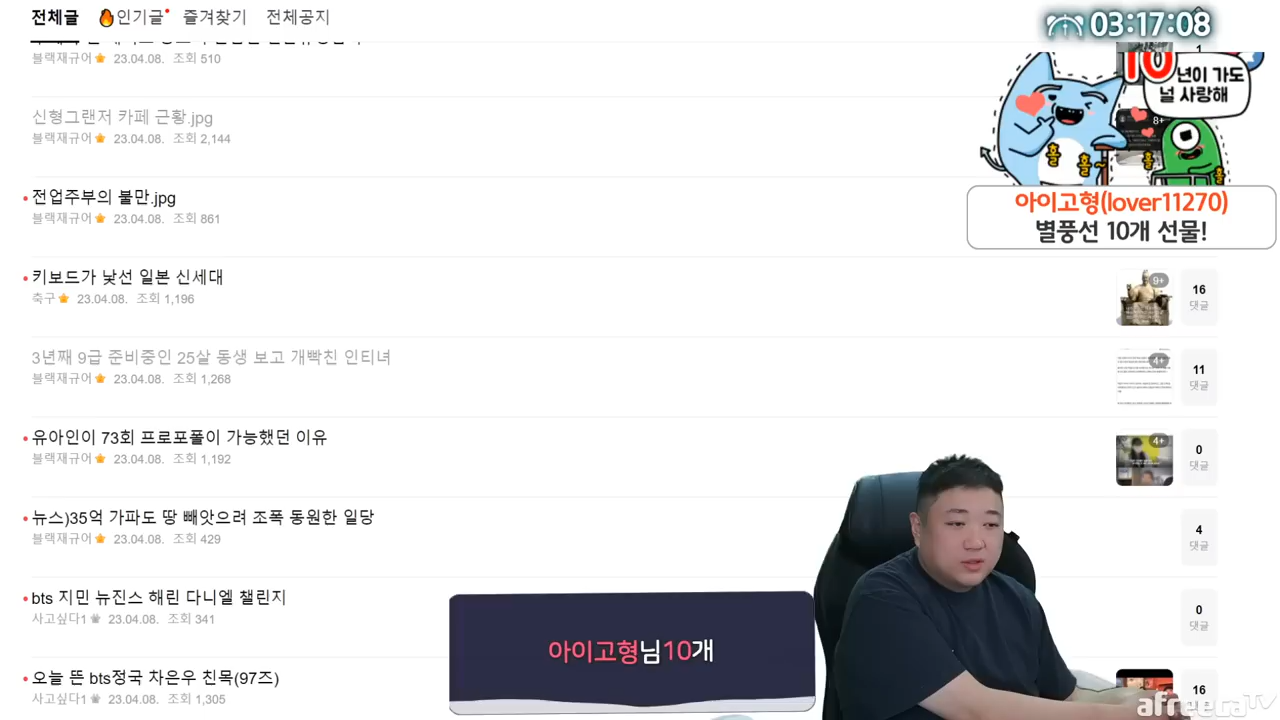 전체글 인기글 즐겨찾기 전체공지
03:17:08
블랙재규어 23.04.08. 조회 510
1
10년이 가도
널 사랑해
신형그랜저 카페 근황.jpg
블랙재규어 23.04.08. 조회 2,144
8+
홀 홀~ 홀 홀
전업주부의 불만.jpg
블랙재규어 23.04.08. 조회 861
아이고형(lover11270)
별풍선 10개 선물!
키보드가 낯선 일본 신세대
축구 23.04.08. 조회 1,196
9+
16
댓글
3년째 9급 준비중인 25살 동생 보고 개빡친 인티녀
블랙재규어 23.04.08. 조회 1,268
4+
11
댓글
유아인이 73회 프로포폴이 가능했던 이유
블랙재규어 23.04.08. 조회 1,192
4+
0
댓글
뉴스)35억 가파도 땅 빼앗으려 조폭 동원한 일당
블랙재규어 23.04.08. 조회 429
4
댓글
bts 지민 뉴진스 해린 다니엘 챌린지
사고싶다1 23.04.08. 조회 341
0
댓글
아이고형님10개
오늘 뜬 bts정국 차은우 친목(97즈)
사고싶다1 23.04.08. 조회 1,305
16
afreecaTV